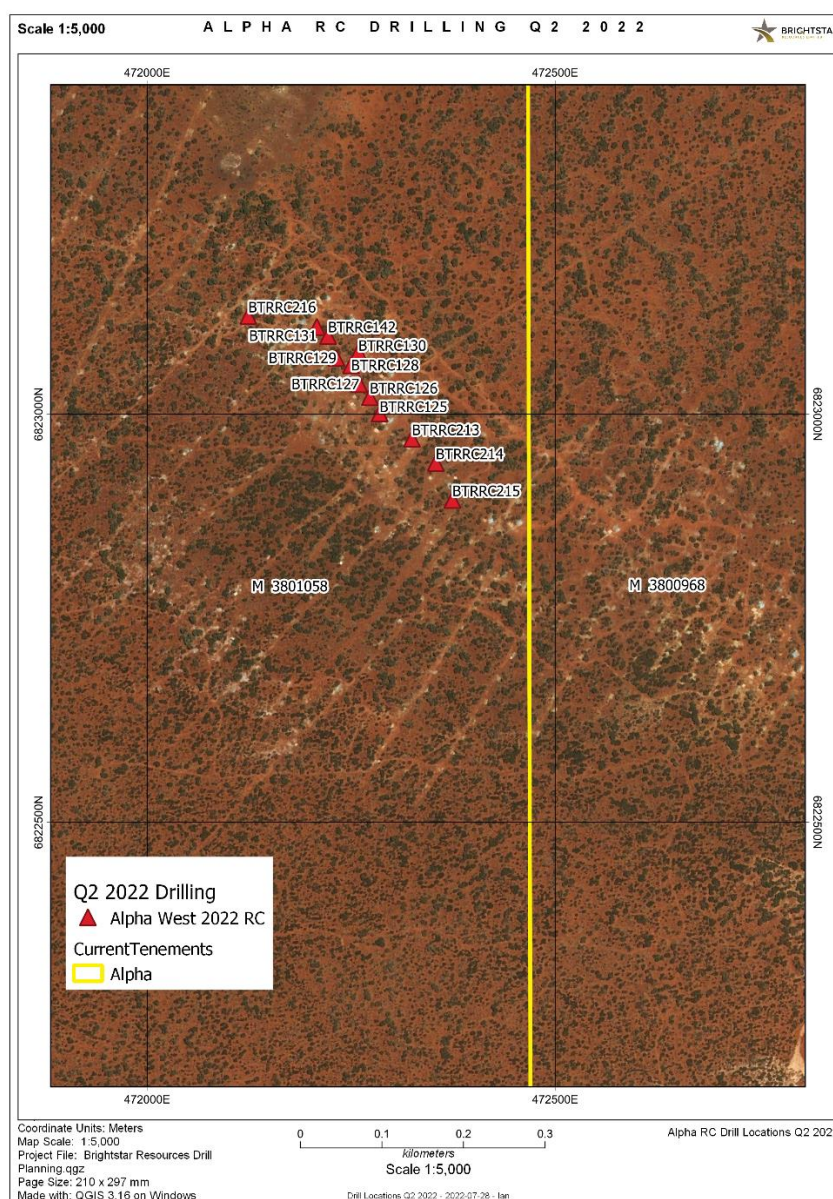 Scale 1:5,000
ALPHA RC DRILLING Q2 2022
BRIGHTSTAR
472000E
472500E
BTRRC216
BTRRC142
BTRRC131
BTRRC130
BTRRC129
BTRRC128
BTRRC127
BTRRC126
BTRRC125
6823000N
6823000N
BTRRC213
BTRRC214
BTRRC215
M 3801058
M 3800968
6822500N
6822500N
Q2 2022 Drilling
Alpha West 2022 RC
CurrentTenements
Alpha
472000E
472500E
Coordinate Units: Meters
Map Scale: 1:5,000
Project File: Brightstar Resources Drill
Planning.qgz
Page Size: 210 x 297 mm
Made with: QGIS 3.16 on Windows
0 0.1 0.2 0.3
kilometers
Scale 1:5,000
Drill Locations Q2 2022 - 2022-07-28 - Ian
Alpha RC Drill Locations Q2 202